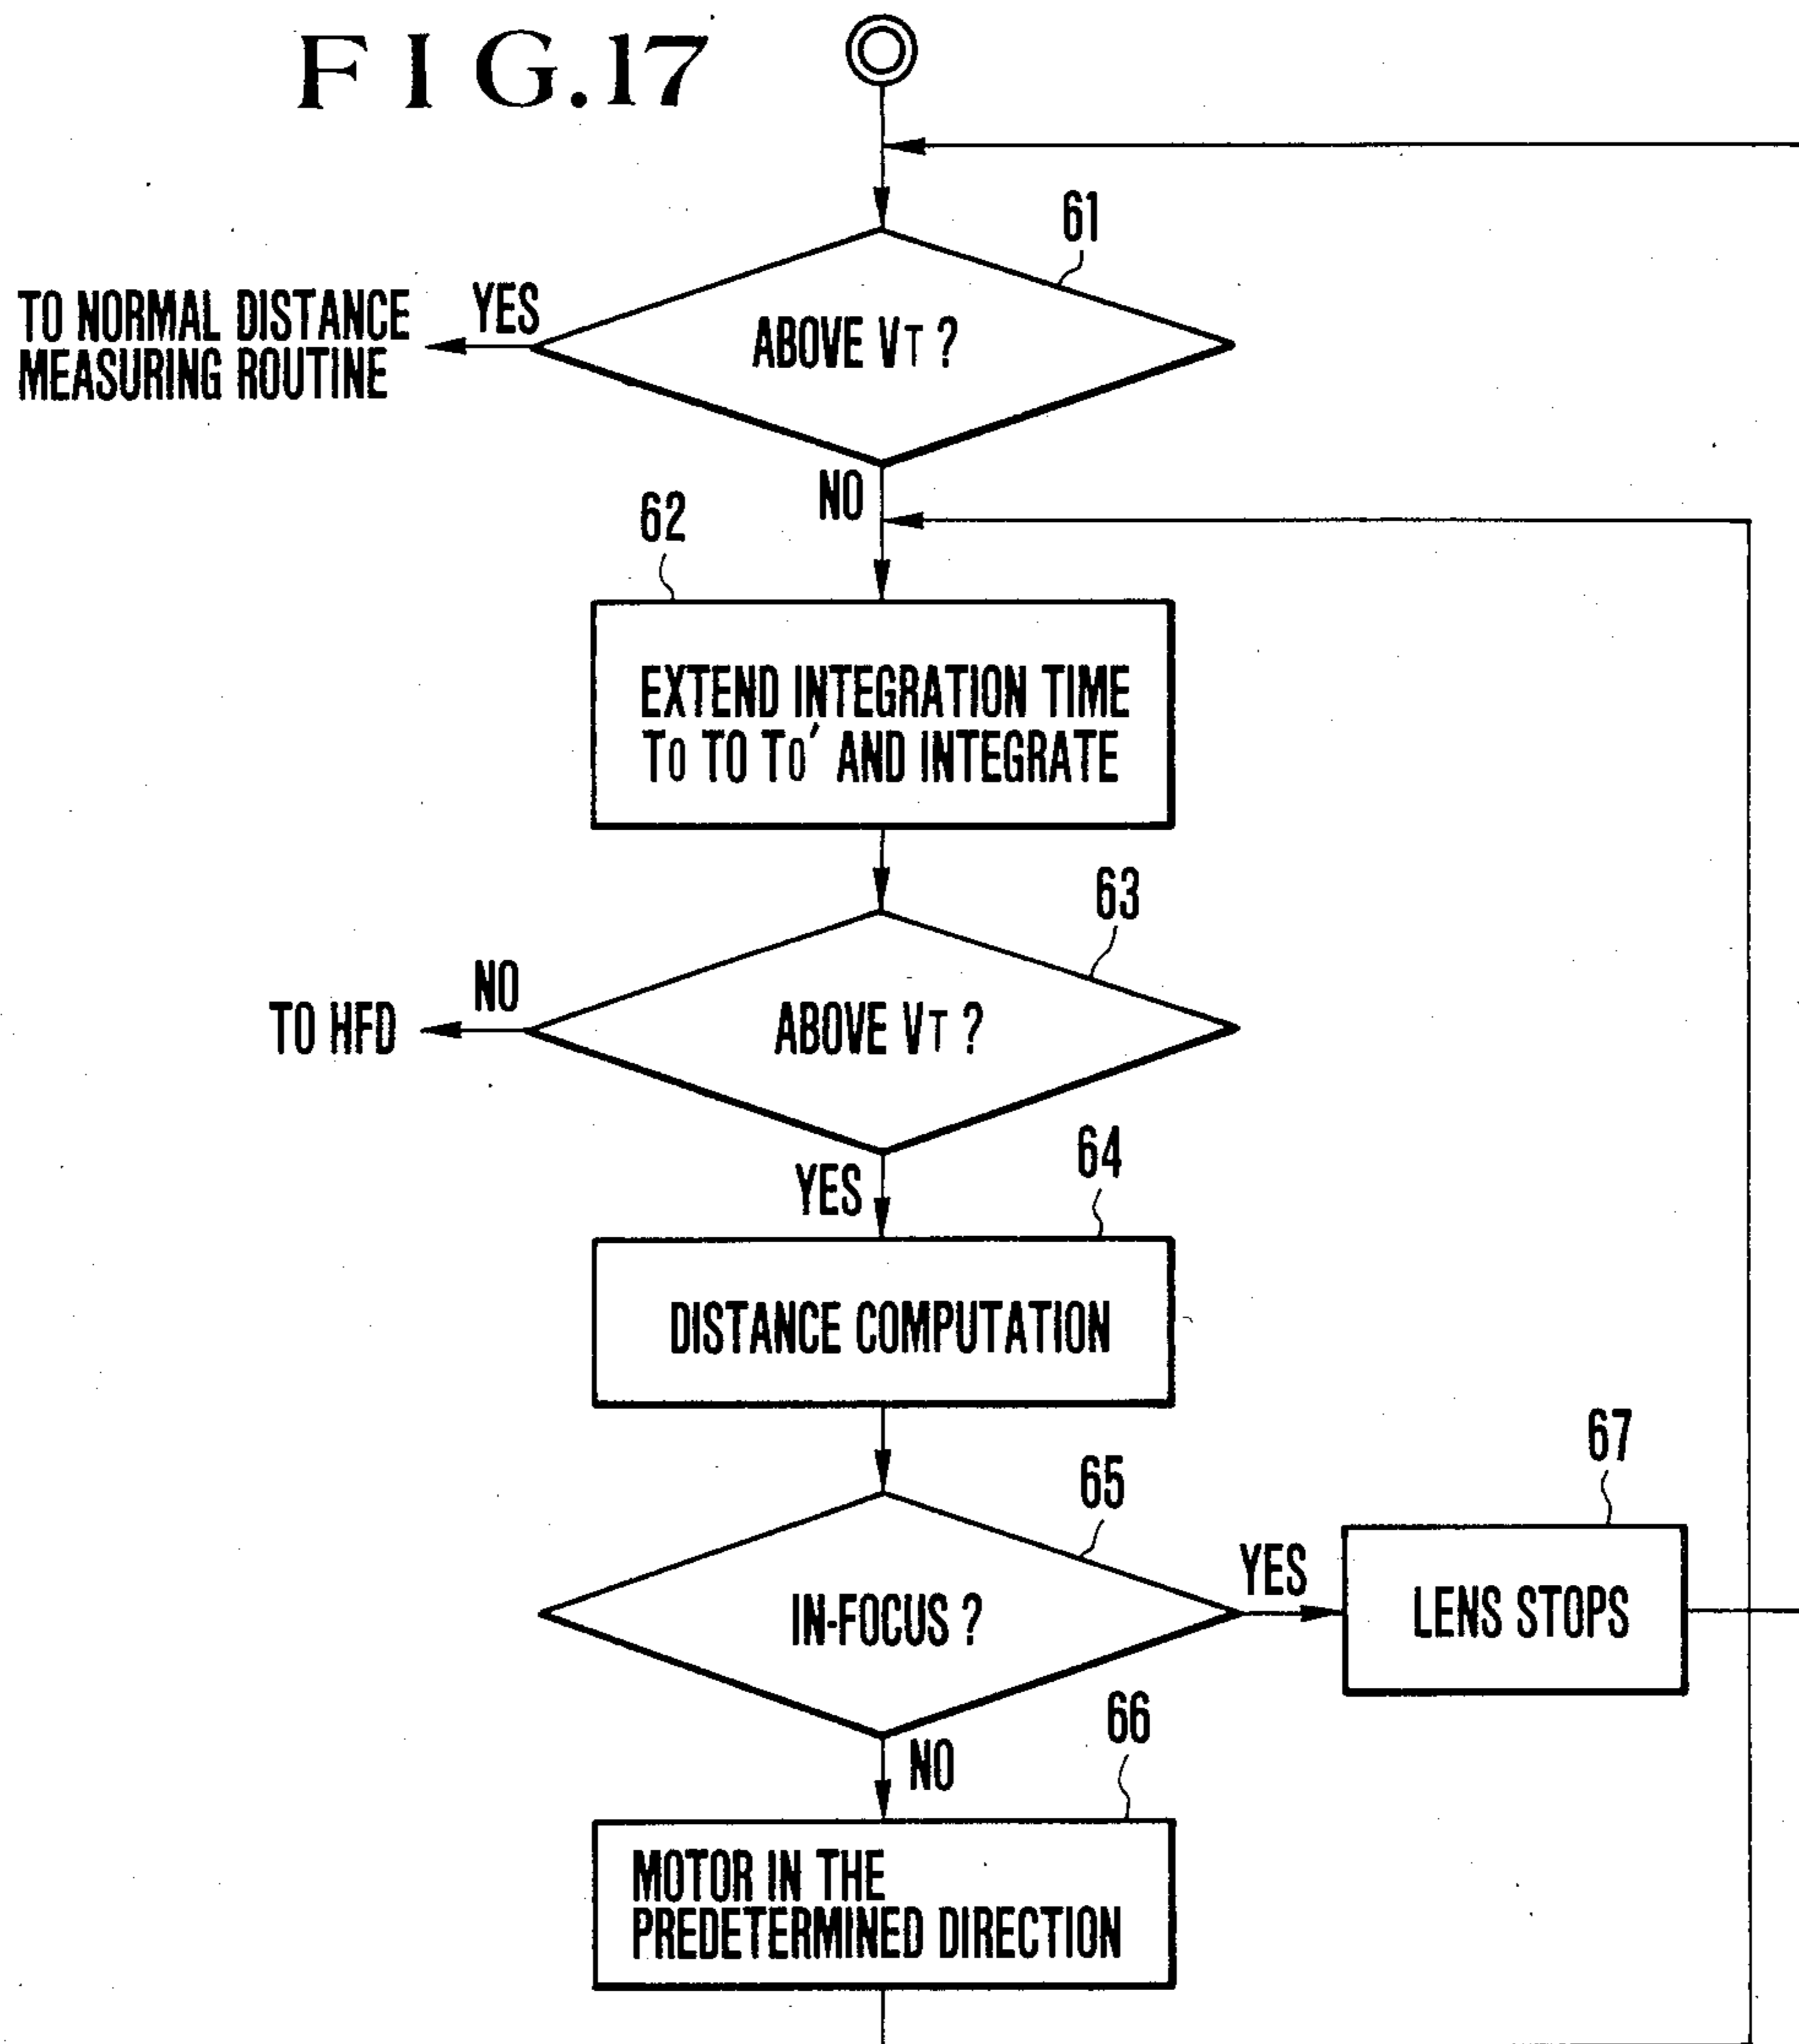 FIG.17
61
TO NORMAL DISTANCE
MEASURING ROUTINE
YES
ABOVE VT ?
NO
62
EXTEND INTEGRATION TIME
TO TO TO' AND INTEGRATE
63
NO
TO HFD
ABOVE VT ?
YES
64
DISTANCE COMPUTATION
65
67
YES
IN-FOCUS ?
LENS STOPS
66
NO
MOTOR IN THE
PREDETERMINED DIRECTION